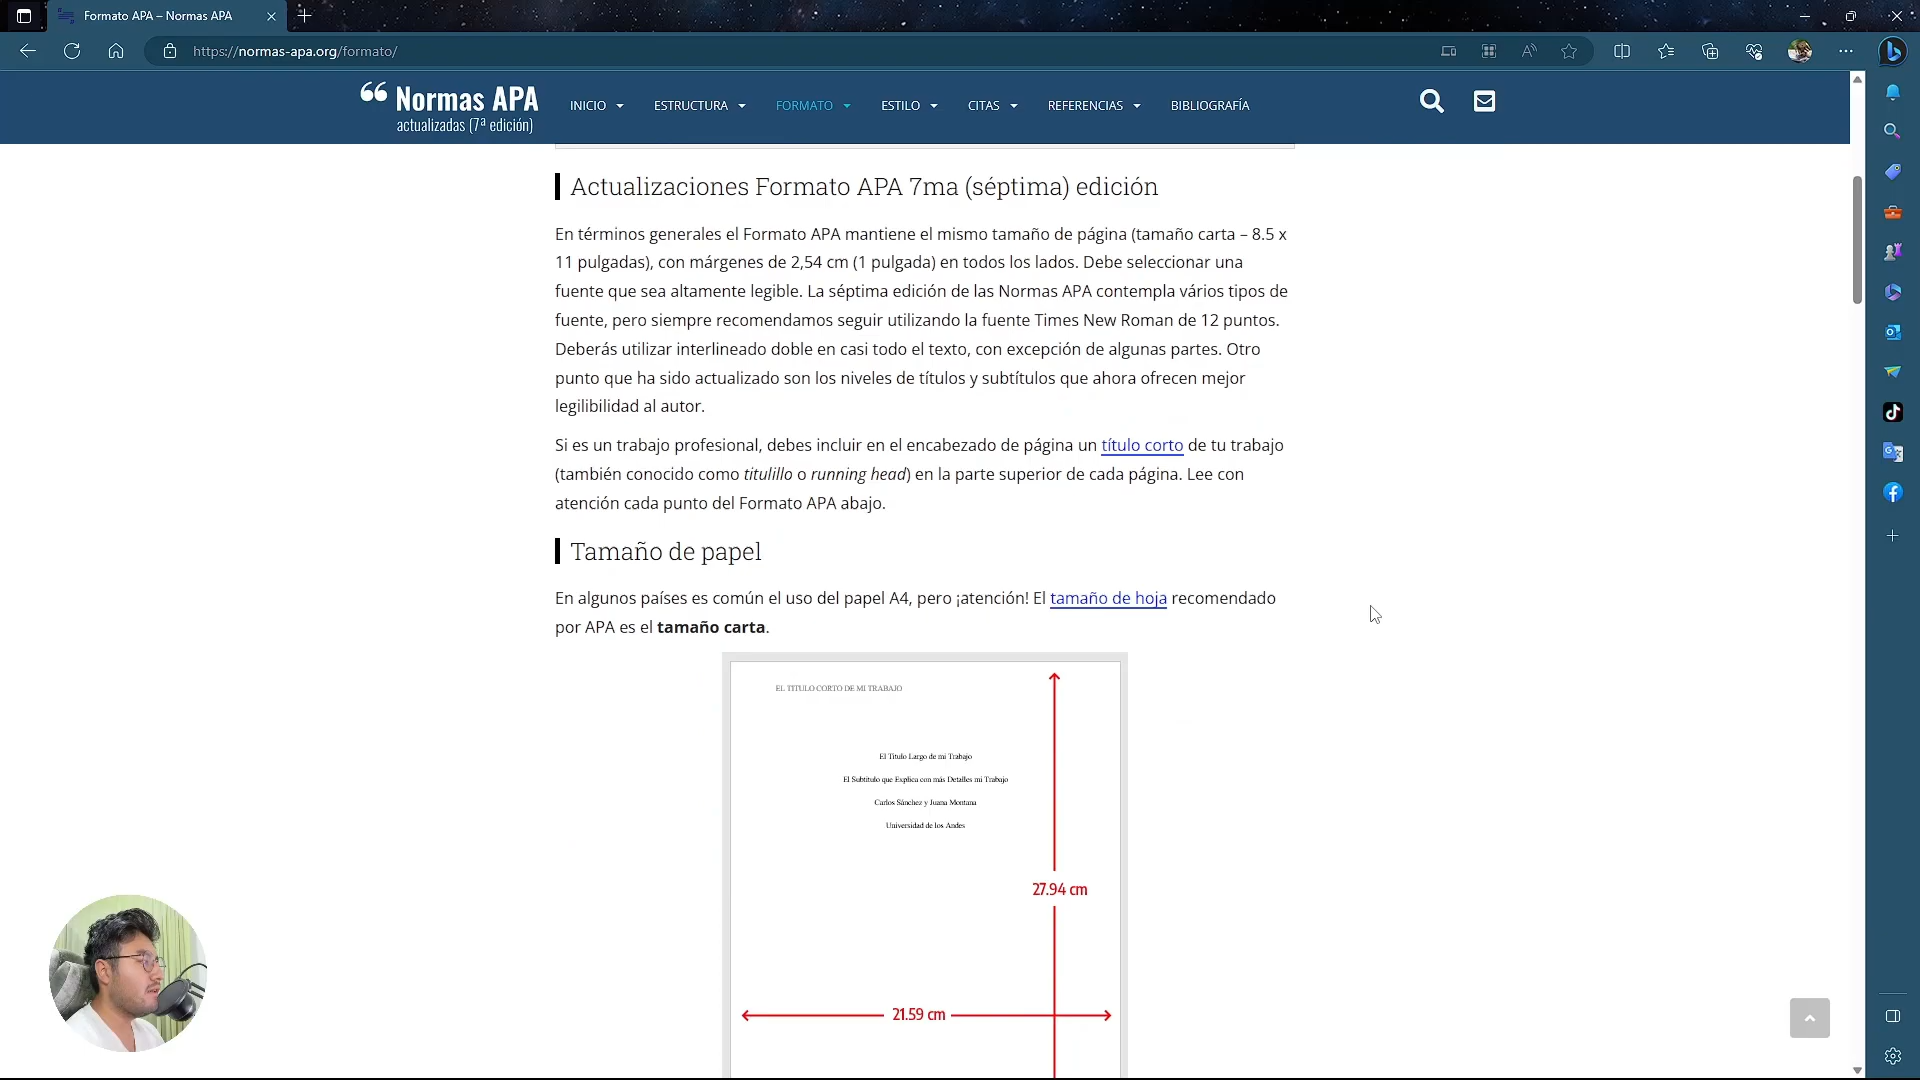 Formato APA – Normas APA
https://normas-apa.org/formato/
Normas APA
actualizadas (7ª edición)
INICIO
ESTRUCTURA
FORMATO
ESTILO
CITAS
REFERENCIAS
BIBLIOGRAFÍA
Actualizaciones Formato APA 7ma (séptima) edición
En términos generales el Formato APA mantiene el mismo tamaño de página (tamaño carta – 8.5 x
11 pulgadas), con márgenes de 2,54 cm (1 pulgada) en todos los lados. Debe seleccionar una
fuente que sea altamente legible. La séptima edición de las Normas APA contempla vários tipos de
fuente, pero siempre recomendamos seguir utilizando la fuente Times New Roman de 12 puntos.
Deberás utilizar interlineado doble en casi todo el texto, con excepción de algunas partes. Otro
punto que ha sido actualizado son los niveles de títulos y subtítulos que ahora ofrecen mejor
legilibilidad al autor.
Si es un trabajo profesional, debes incluir en el encabezado de página un título corto de tu trabajo
(también conocido como titulillo o running head) en la parte superior de cada página. Lee con
atención cada punto del Formato APA abajo.
Tamaño de papel
En algunos países es común el uso del papel A4, pero ¡atención! El tamaño de hoja recomendado
por APA es el tamaño carta.
EL TITULO CORTO DE MI TRABAJO
El Titulo Largo de mi Trabajo
El Subtitulo que Explica con más Detalles mi Trabajo
Carlos Sánchez y Juana Montana
Universidad de los Andes
27.94 cm
21.59 cm